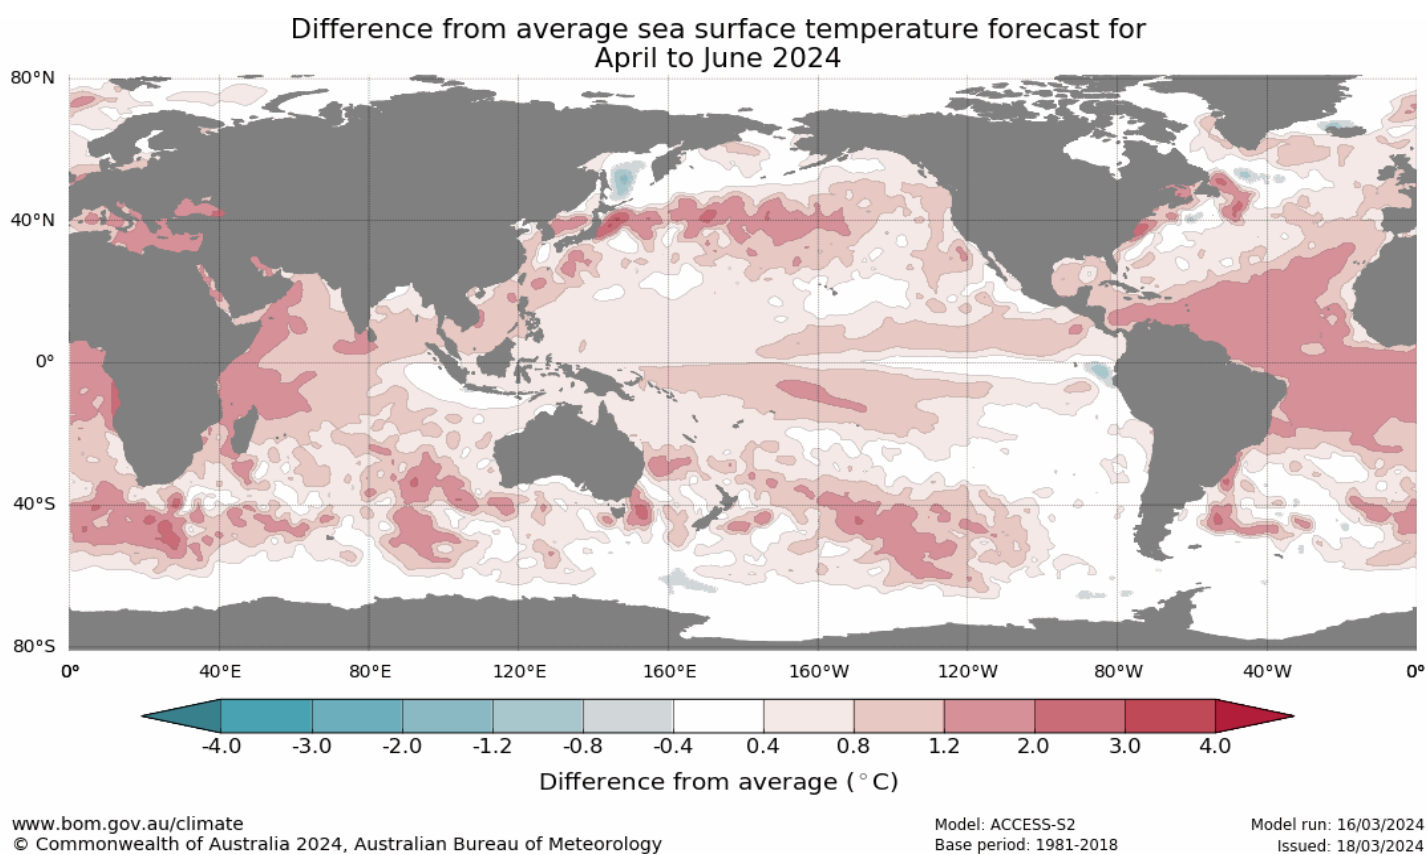 Difference from average sea surface temperature forecast for
April to June 2024
80°N
40°N
0°
40°S
80°S
0° 40°E 80°E 120°E 160°E 160°W 120°W 80°W 40°W 0°
-4.0 -3.0 -2.0 -1.2 -0.8 -0.4 0.4 0.8 1.2 2.0 3.0 4.0
Difference from average (°C)
www.bom.gov.au/climate
© Commonwealth of Australia 2024, Australian Bureau of Meteorology
Model: ACCESS-S2
Base period: 1981-2018
Model run: 16/03/2024
Issued: 18/03/2024